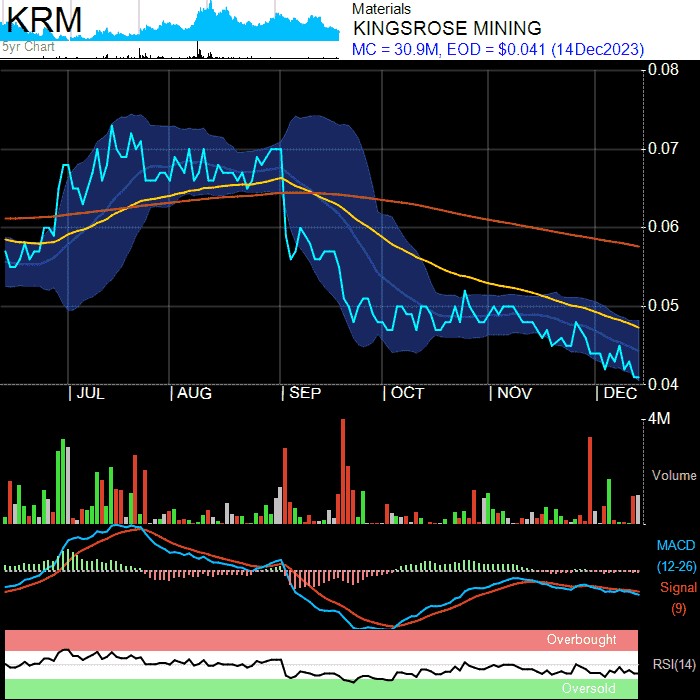 KRM
5yr Chart
Materials
KINGSROSE MINING
MC = 30.9M, EOD = $0.041 (14Dec2023)
0.08
0.07
0.06
0.05
0.04
JUL
AUG
SEP
OCT
NOV
DEC
4M
Volume
MACD
(12-26)
Signal
(9)
Overbought
RSI(14)
Oversold